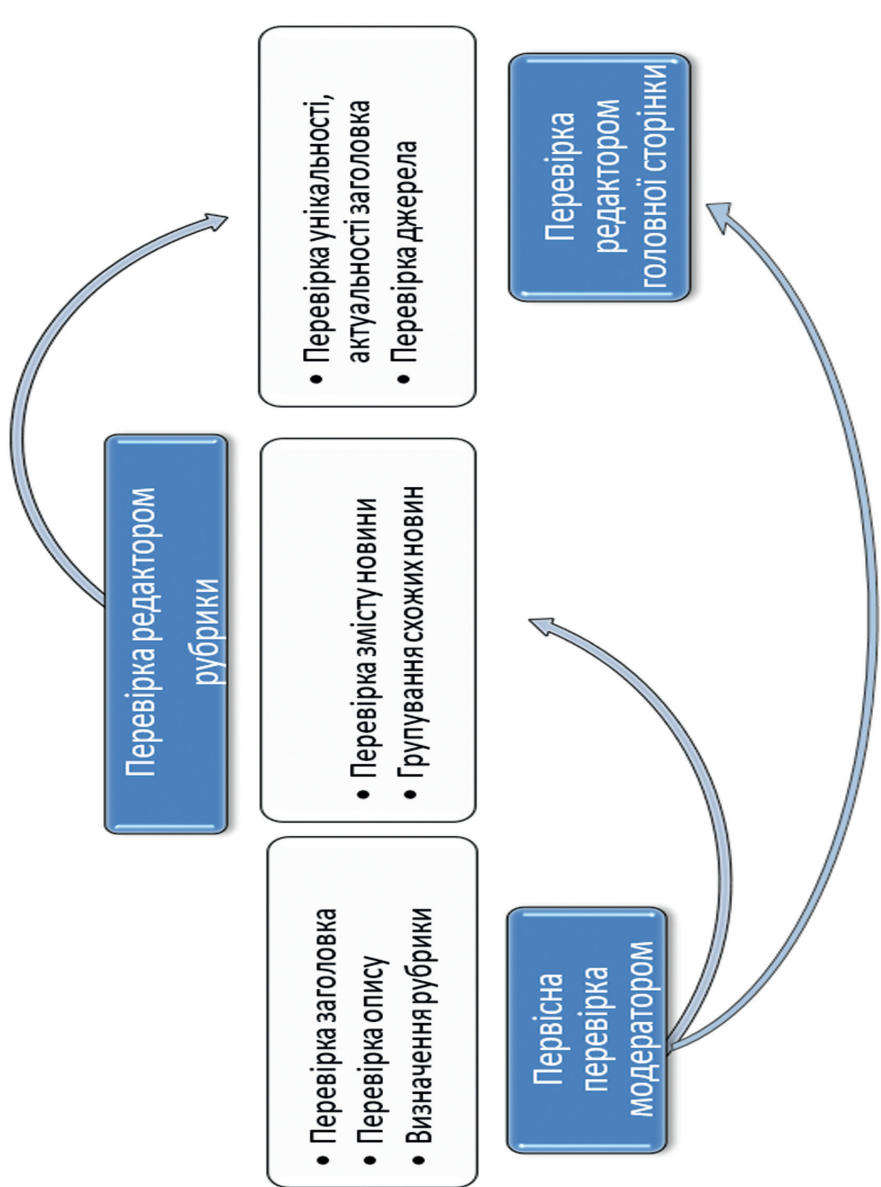 Перевірка заголовка
Перевірка опису
Визначення рубрики
Первісна
перевірка
модератором
Перевірка редактором
рубрики
Перевірка змісту новини
Групування схожих новин
Перевірка унікальності,
актуальності заголовка
Перевірка джерела
Перевірка
редактором
головної сторінки